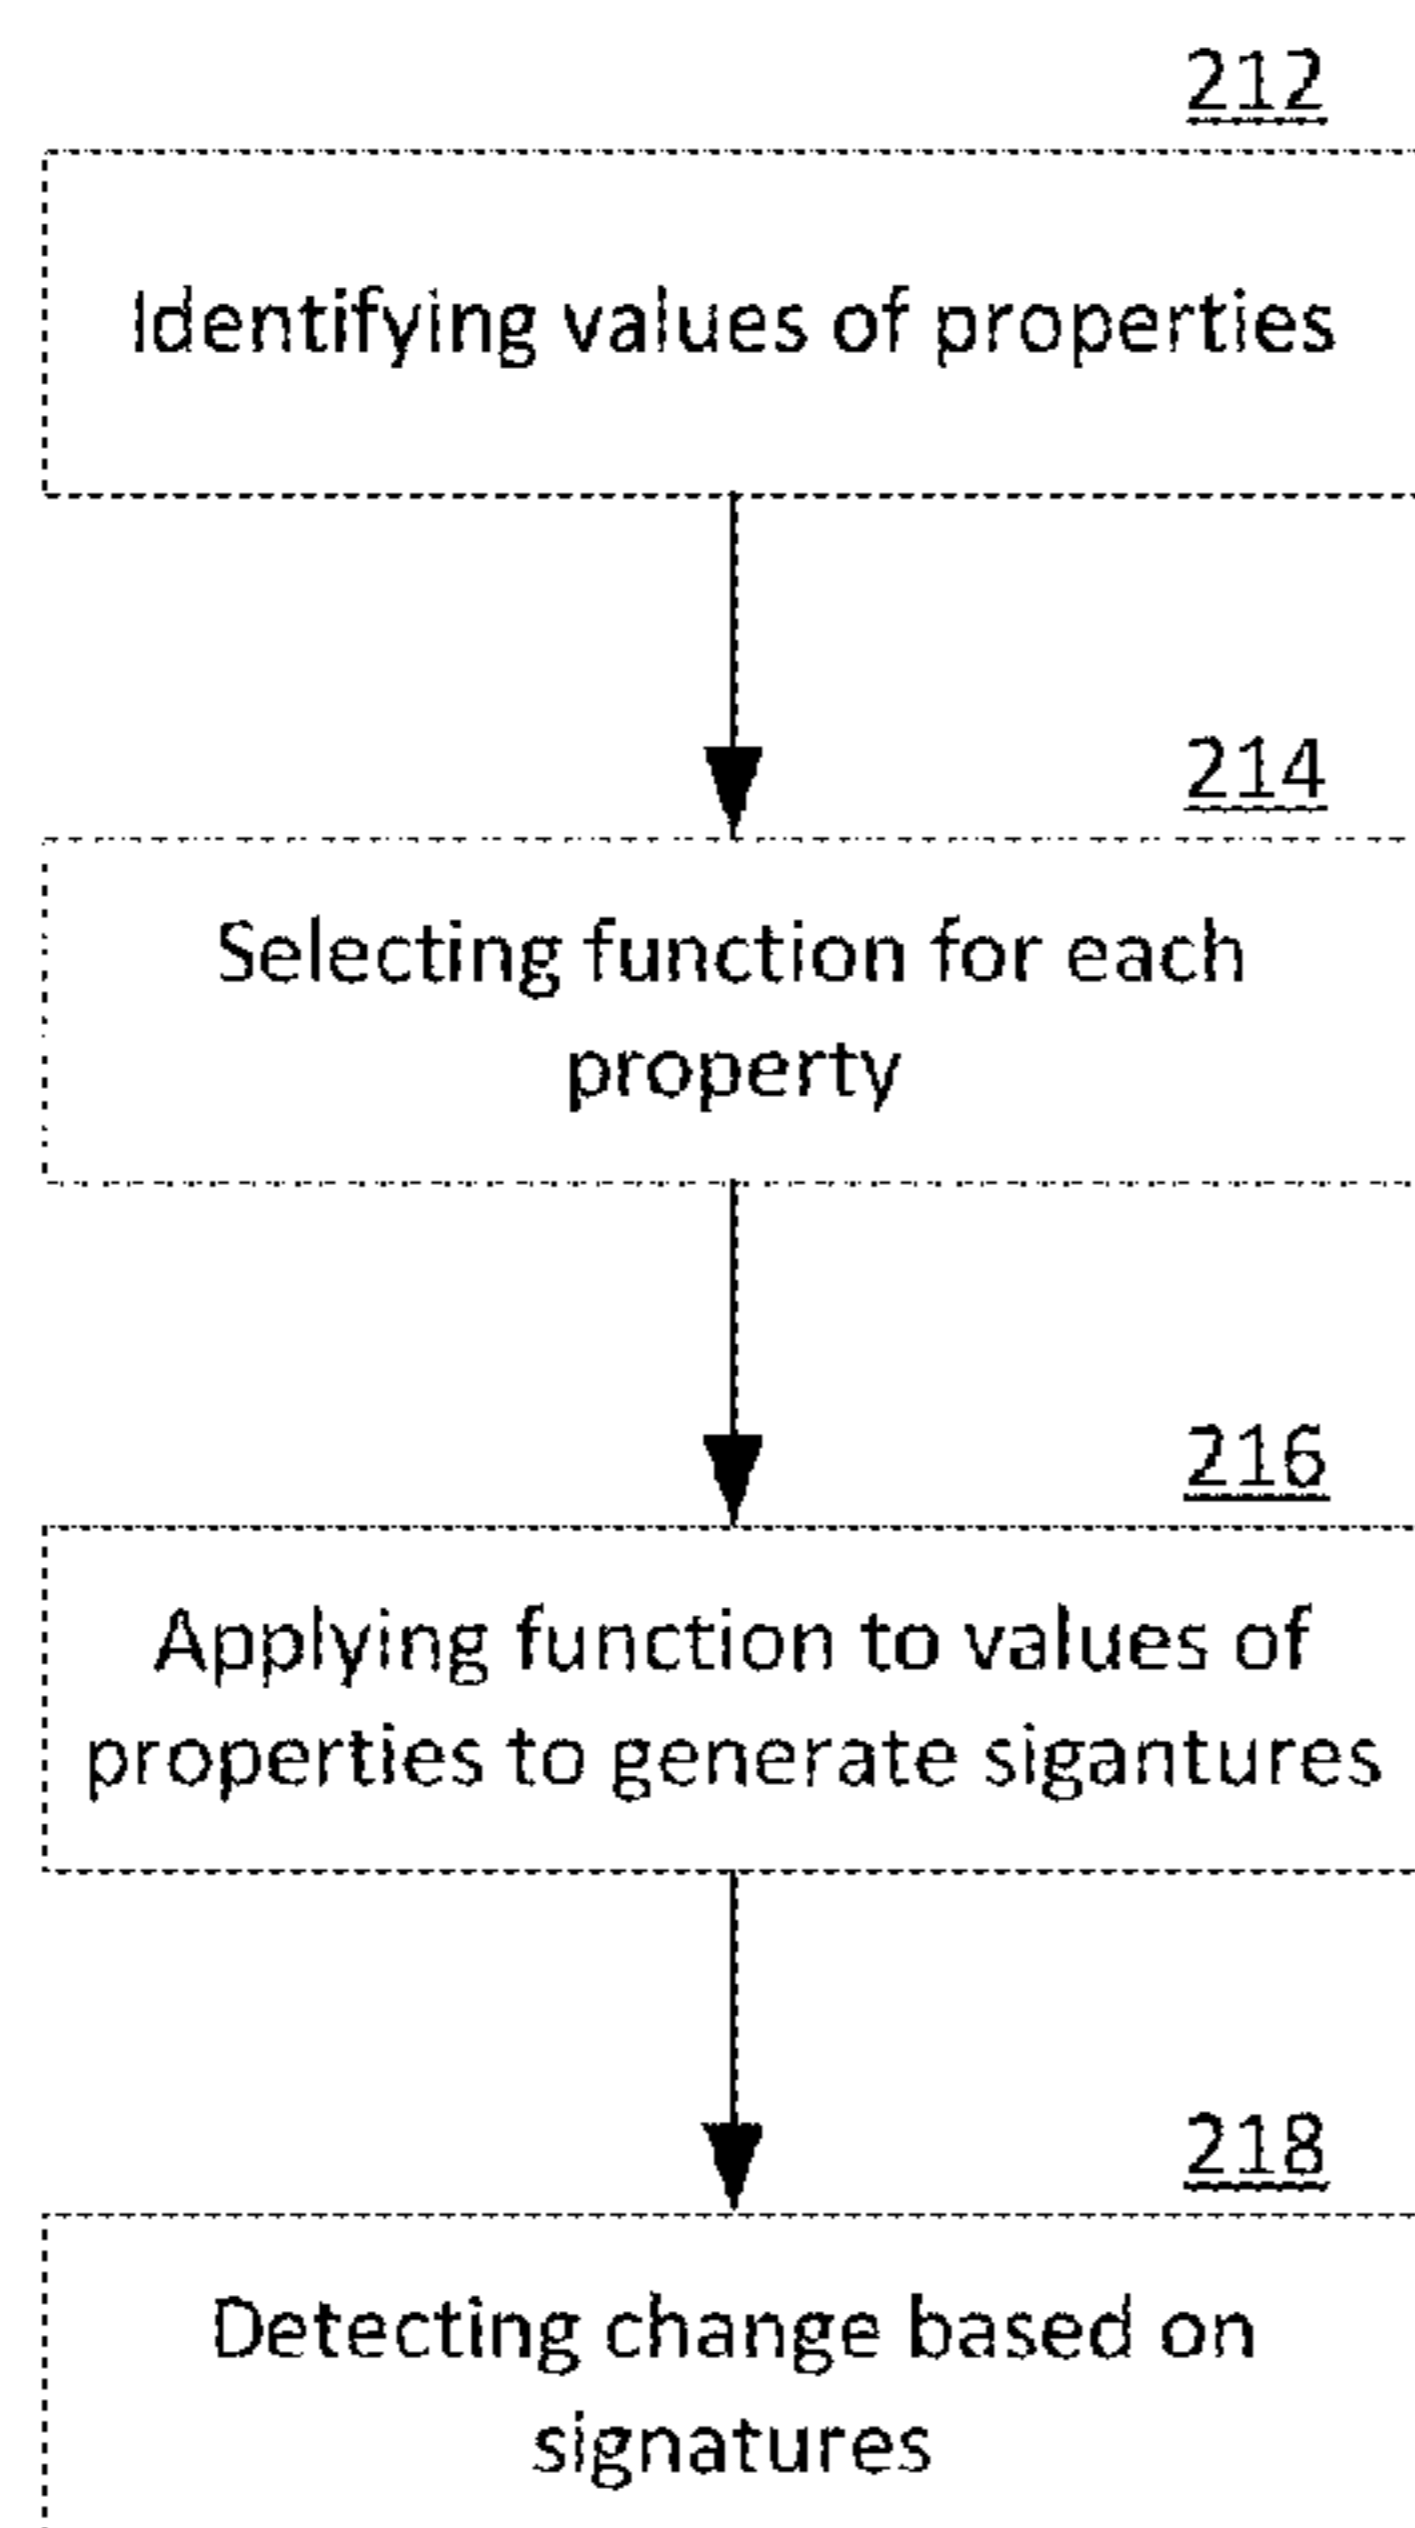 212
Identifying values of properties
214
Selecting function for each
property
216
Applying function to values of
properties to generate sigantures
218
Detecting change based on
signatures